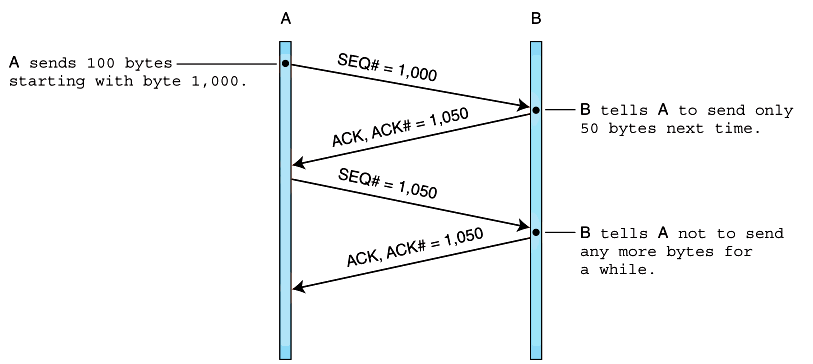 A
B
A sends 100 bytes
starting with byte 1,000.
SEQ# = 1,000
B tells A to send only
50 bytes next time.
ACK, ACK# = 1,050
SEQ# = 1,050
B tells A not to send
any more bytes for
a while.
ACK, ACK# = 1,050